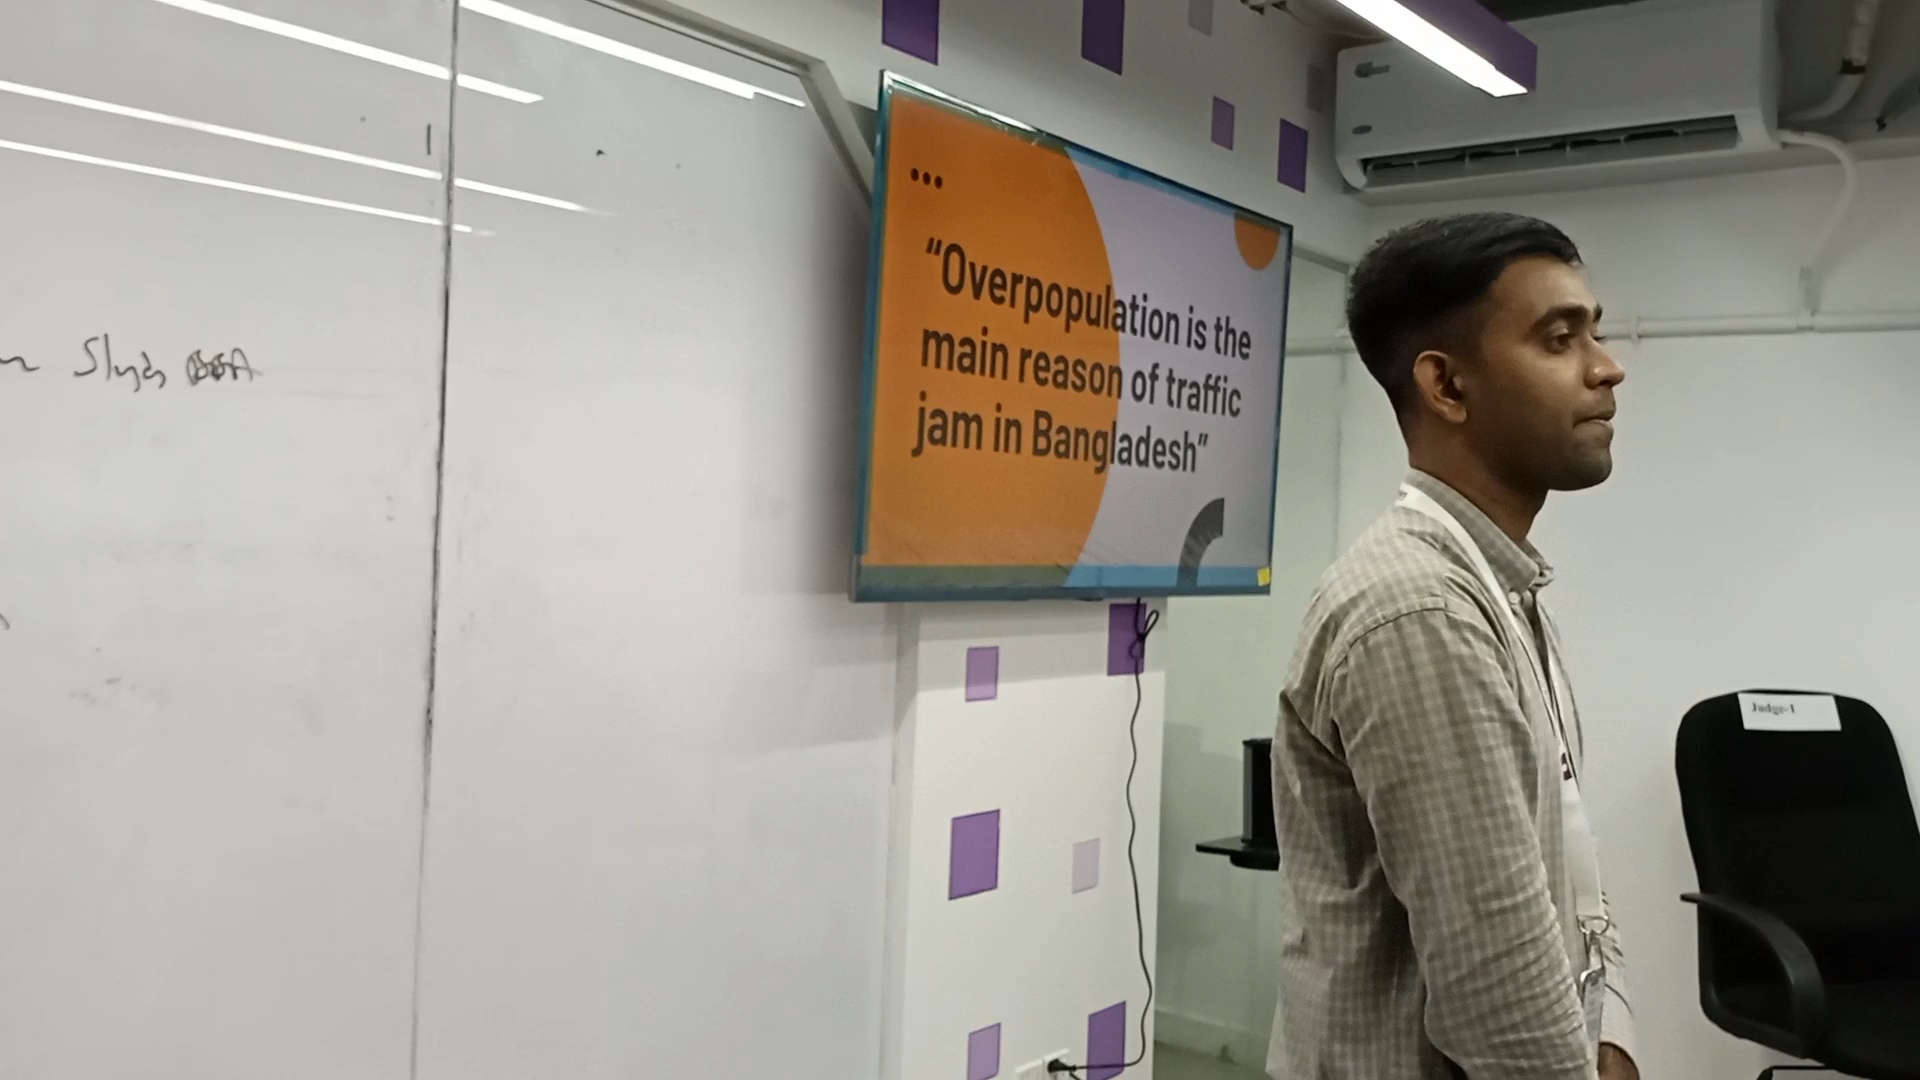 ...
“Overpopulation is the
main reason of traffic
jam in Bangladesh”
Judge-1